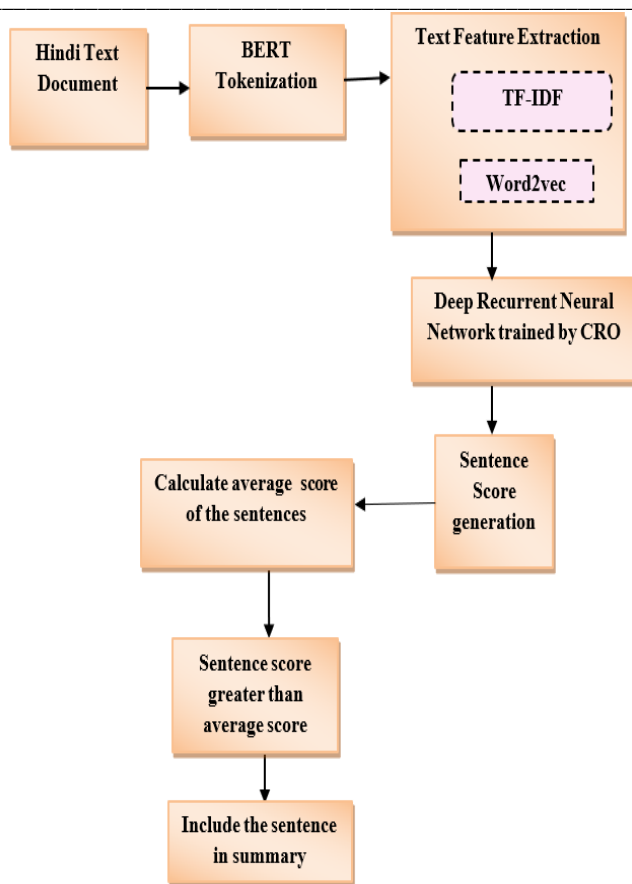 Hindi Text
Document
BERT
Tokenization
Text Feature Extraction
TF-IDF
Word2vec
Deep Recurrent Neural
Network trained by CRO
Sentence
Score
generation
Calculate average score
of the sentences
Sentence score
greater than
average score
Include the sentence
in summary